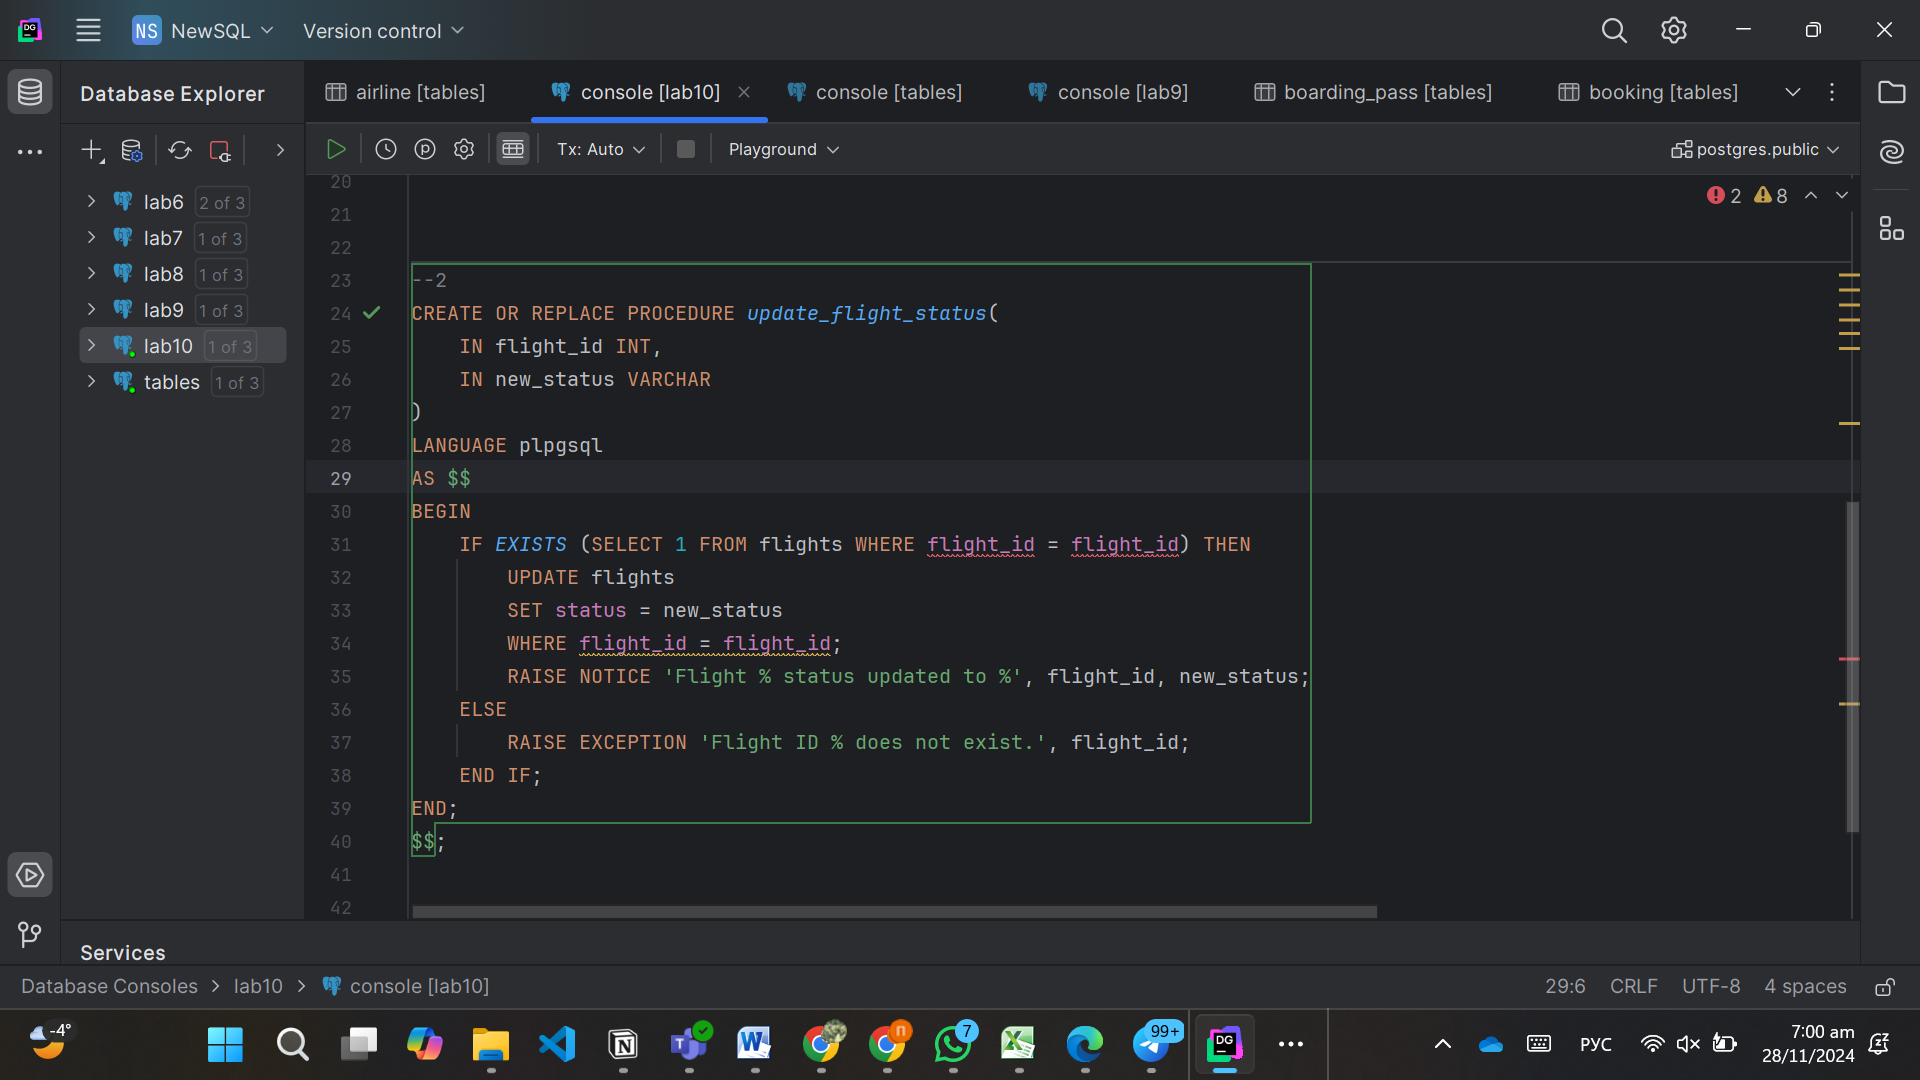 DG
NS NewSQL
Version control
Database Explorer
airline [tables]
console [lab10]
console [tables]
console [lab9]
boarding_pass [tables]
booking [tables]
Tx: Auto
Playground
postgres.public
lab6 2 of 3
lab7 1 of 3
lab8 1 of 3
lab9 1 of 3
lab10 1 of 3
tables 1 of 3
2 8
20
21
22
23 --2
24 CREATE OR REPLACE PROCEDURE update_flight_status(
25 IN flight_id INT,
26 IN new_status VARCHAR
27 )
28 LANGUAGE plpgsql
29 AS $$
30 BEGIN
31 IF EXISTS (SELECT 1 FROM flights WHERE flight_id = flight_id) THEN
32 UPDATE flights
33 SET status = new_status
34 WHERE flight_id = flight_id;
35 RAISE NOTICE 'Flight % status updated to %', flight_id, new_status;
36 ELSE
37 RAISE EXCEPTION 'Flight ID % does not exist.', flight_id;
38 END IF;
39 END;
40 $$;
41
42
Services
Database Consoles > lab10 > console [lab10]
29:6 CRLF UTF-8 4 spaces
-4°
п
7
99+
DG
РУС
7:00 am
28/11/2024